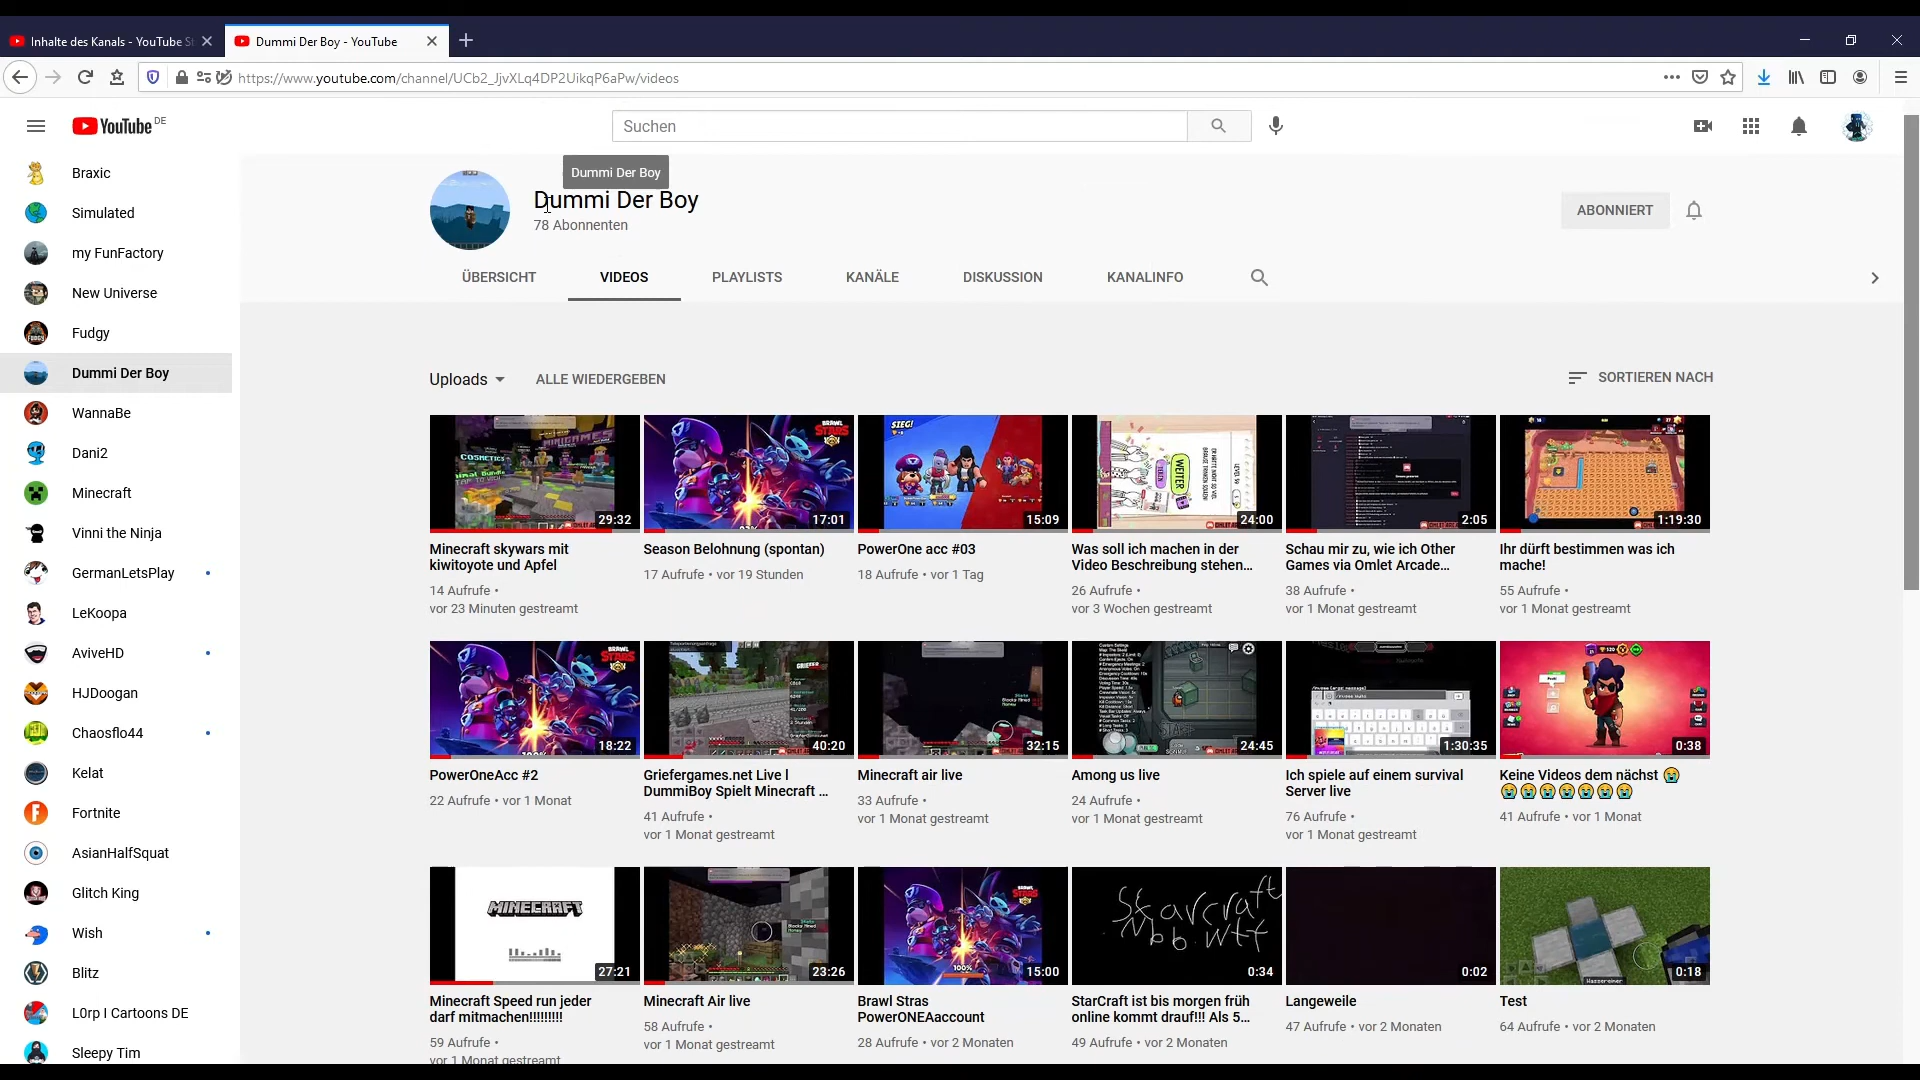 Inhalte des Kanals - YouTube St
Dummi Der Boy - YouTube
https://www.youtube.com/channel/UCb2_JjvXLq4DP2UikqP6aPw/videos
YouTube DE
Suchen
Dummi Der Boy
Dummi Der Boy
78 Abonnenten
ABONNIERT
ÜBERSICHT
VIDEOS
PLAYLISTS
KANÄLE
DISKUSSION
KANALINFO
Braxic
Simulated
my FunFactory
New Universe
Fudgy
Dummi Der Boy
WannaBe
Dani2
Minecraft
Vinni the Ninja
GermanLetsPlay
LeKoopa
AviveHD
HJDoogan
Chaosflo44
Kelat
Fortnite
AsianHalfSquat
Glitch King
Wish
Blitz
L0rp I Cartoons DE
Sleepy Tim
Uploads
ALLE WIEDERGEBEN
SORTIEREN NACH
29:32
Minecraft skywars mit
kiwitoyote und Apfel
14 Aufrufe •
vor 23 Minuten gestreamt
BRAWL STARS
17:01
Season Belohnung (spontan)
17 Aufrufe • vor 19 Stunden
SIEG!
15:09
PowerOne acc #03
18 Aufrufe • vor 1 Tag
WEITER
24:00
Was soll ich machen in der
Video Beschreibung stehen...
26 Aufrufe •
vor 3 Wochen gestreamt
2:05
Schau mir zu, wie ich Other
Games via Omlet Arcade...
38 Aufrufe •
vor 1 Monat gestreamt
1:19:30
Ihr dürft bestimmen was ich
mache!
55 Aufrufe •
vor 1 Monat gestreamt
BRAWL STARS
18:22
PowerOneAcc #2
22 Aufrufe • vor 1 Monat
40:20
Griefergames.net Live l
DummiBoy Spielt Minecraft ...
41 Aufrufe •
vor 1 Monat gestreamt
32:15
Minecraft air live
33 Aufrufe •
vor 1 Monat gestreamt
24:45
Among us live
24 Aufrufe •
vor 1 Monat gestreamt
1:30:35
Ich spiele auf einem survival
Server live
76 Aufrufe •
vor 1 Monat gestreamt
0:38
Keine Videos dem nächst 😭
😭😭😭😭😭😭😭
41 Aufrufe • vor 1 Monat
MINECRAFT
27:21
Minecraft Speed run jeder
darf mitmachen!!!!!!!!!
59 Aufrufe •
vor 1 Monat gestreamt
23:26
Minecraft Air live
58 Aufrufe •
vor 1 Monat gestreamt
BRAWL STARS
100%
15:00
Brawl Stras
PowerONEAaccount
28 Aufrufe • vor 2 Monaten
Starcraft
0:34
StarCraft ist bis morgen früh
online kommt drauf!!! Als 5...
49 Aufrufe • vor 2 Monaten
0:02
Langeweile
47 Aufrufe • vor 2 Monaten
0:18
Test
64 Aufrufe • vor 2 Monaten